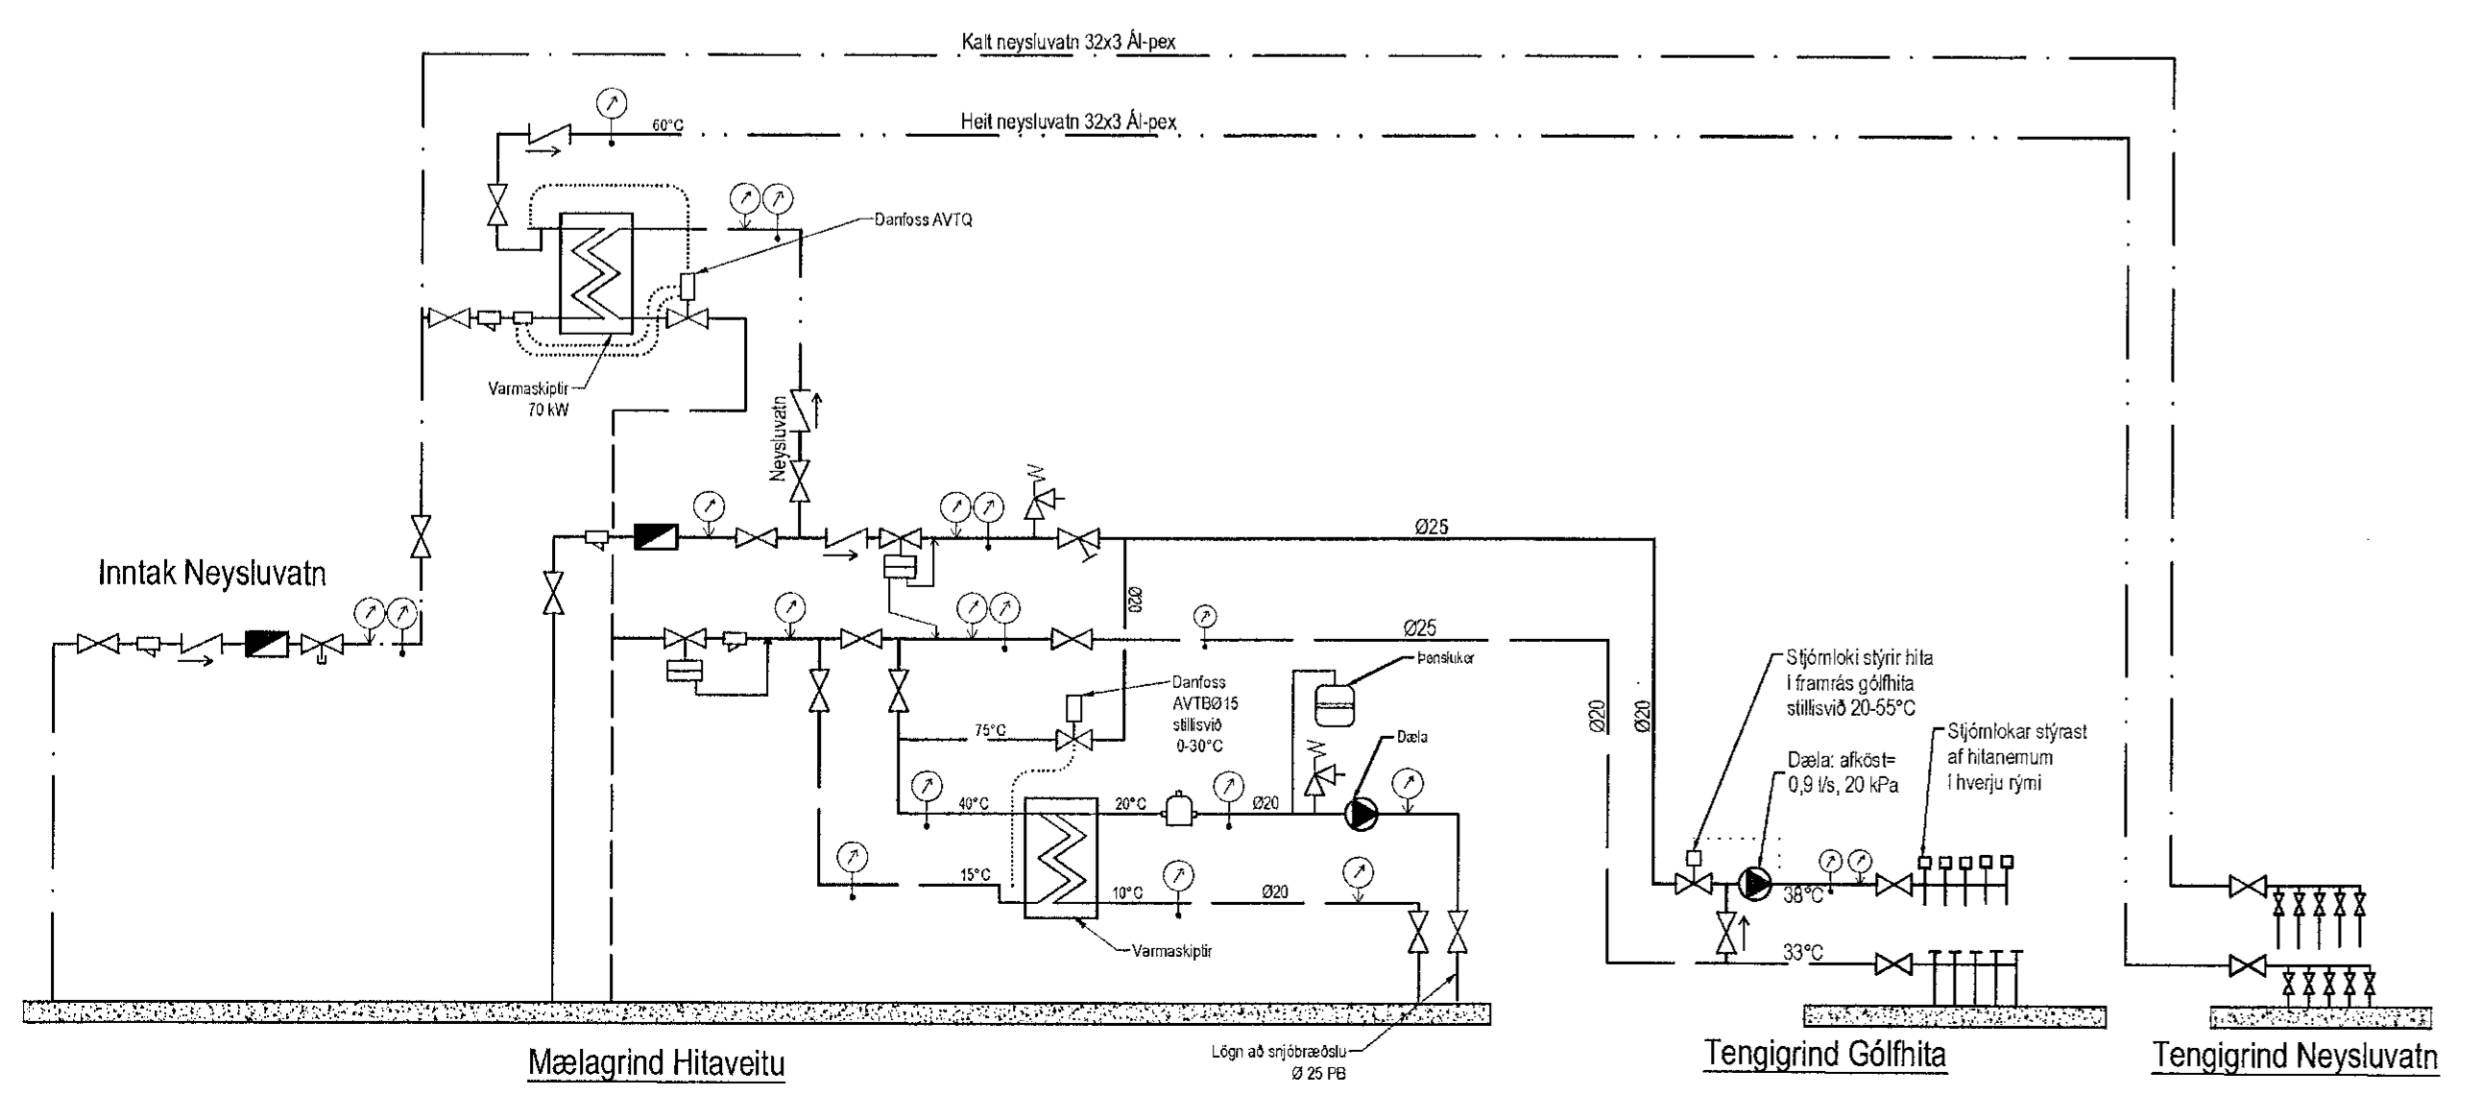 Kalt neysluvatn 32x3 Ál-pex
60°C
Heit neysluvatn 32x3 Ál-pex
Danfoss AVTQ
Varmaskiptir
70 kW
Neysluvatn
Inntak Neysluvatn
Ø25
Ø20
Ø25
Þensluker
Danfoss
AVTBØ15
stillisvið
0-30°C
75°C
Dæla
40°C
20°C
Ø20
15°C
10°C
Ø20
Varmaskiptir
Ø20
Ø20
Stjórnloki stýrir hita
í framrás gólfhita
stillisvið 20-55°C
Stjórnlokar stýrast
af hitanemum
í hverju rými
Dæla: afköst=
0,9 l/s, 20 kPa
38°C
33°C
Lögn að snjóbræðslu
Ø 25 PB
Mælagrind Hitaveitu
Tengigrind Gólfhita
Tengigrind Neysluvatn